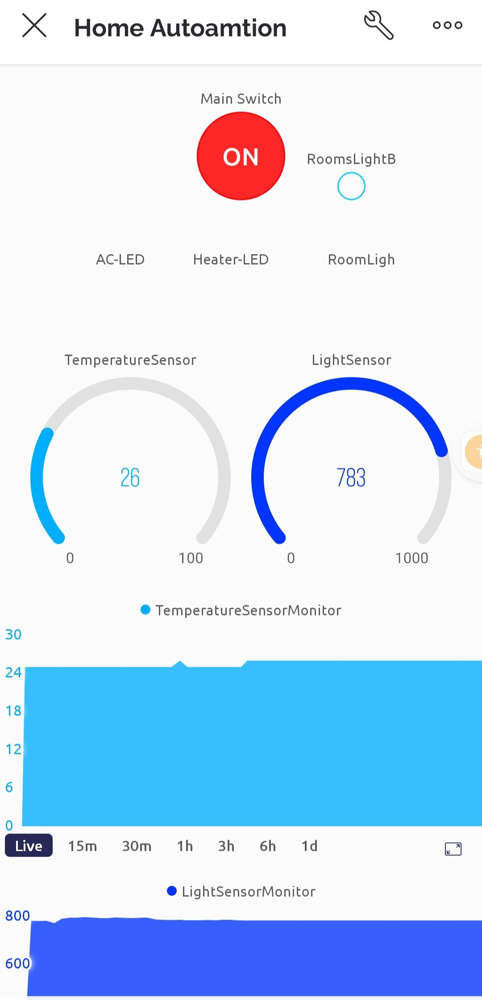 Home Autoamtion
Main Switch
ON
RoomsLightB
AC-LED Heater-LED RoomLigh
TemperatureSensor LightSensor
26 783
0 100 0 1000
TemperatureSensorMonitor
30
24
18
12
6
0
Live 15m 30m 1h 3h 6h 1d
LightSensorMonitor
800
600